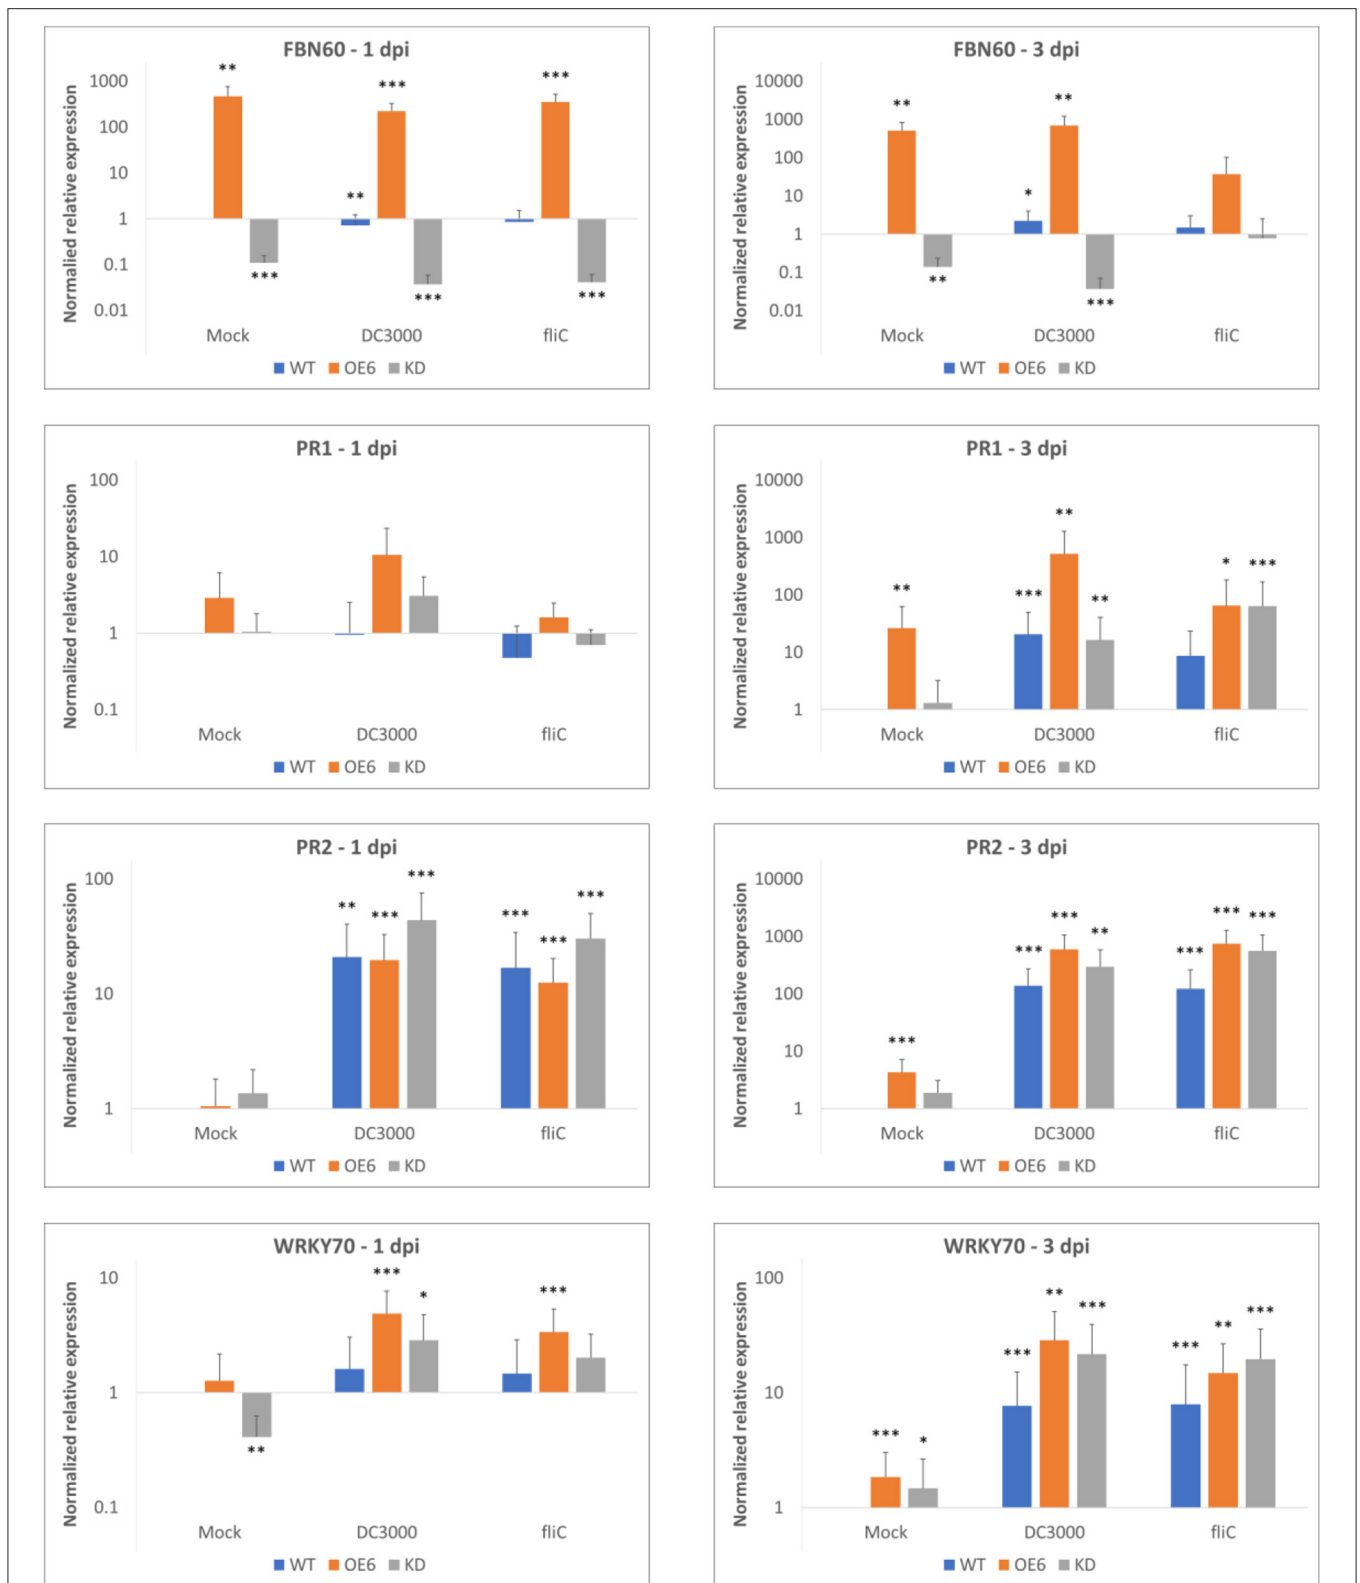 FBN60 - 1 dpi
Normalied relative expression
1000
100
10
1
0.1
0.01
** *** ***
**
*** *** ***
Mock DC3000 fliC
WT OE6 KD
FBN60 - 3 dpi
Normalized relative expression
10000
1000
100
10
1
0.1
0.01
** **
*
** ***
Mock DC3000 fliC
WT OE6 KD
PR1 - 1 dpi
Normalized relative expression
100
10
1
0.1
Mock DC3000 fliC
WT OE6 KD
PR1 - 3 dpi
Normalized relative expression
10000
1000
100
10
1
** *** ** ** * ***
Mock DC3000 fliC
WT OE6 KD
PR2 - 1 dpi
Normalized relative expression
100
10
1
** *** *** *** *** ***
Mock DC3000 fliC
WT OE6 KD
PR2 - 3 dpi
Normalized relative expression
10000
1000
100
10
1
*** *** *** ** *** *** ***
Mock DC3000 fliC
WT OE6 KD
WRKY70 - 1 dpi
Normalized relative expression
10
1
0.1
*** * ***
**
Mock DC3000 fliC
WT OE6 KD
WRKY70 - 3 dpi
Normalized relative expression
100
10
1
*** * *** ** *** *** ** ***
Mock DC3000 fliC
WT OE6 KD